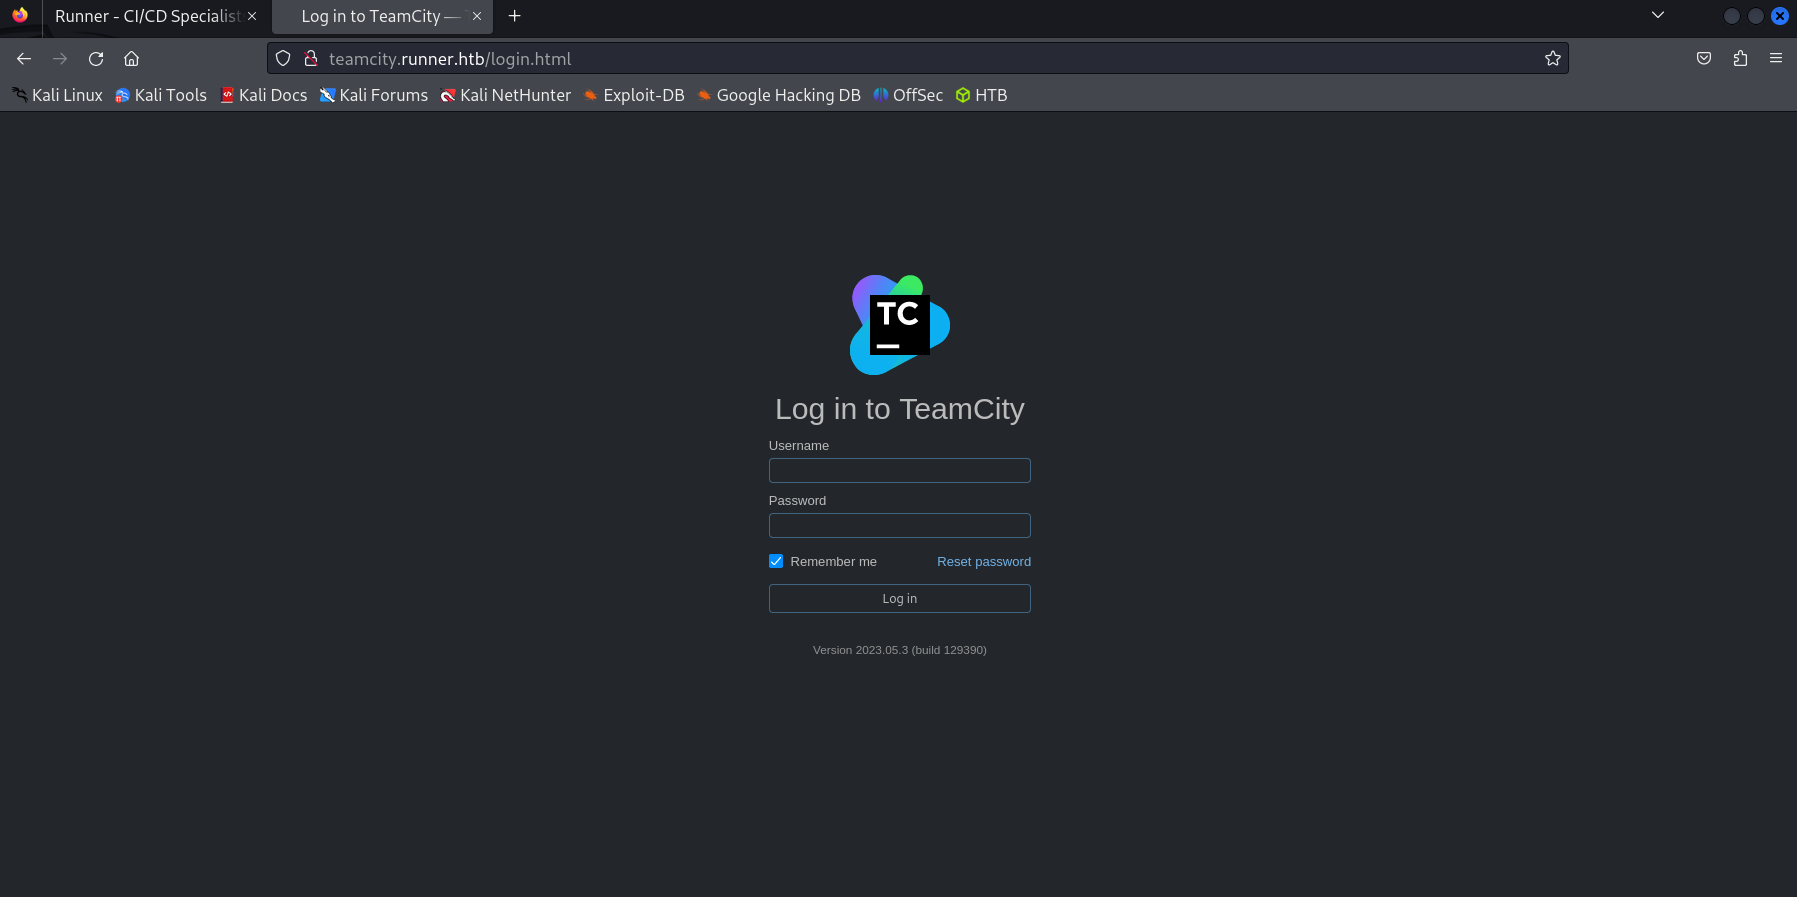 Runner - CI/CD Specialist
Log in to TeamCity —
teamcity.runner.htb/login.html
Kali Linux Kali Tools Kali Docs Kali Forums Kali NetHunter Exploit-DB Google Hacking DB OffSec HTB
TC
Log in to TeamCity
Username
Password
Remember me Reset password
Log in
Version 2023.05.3 (build 129390)